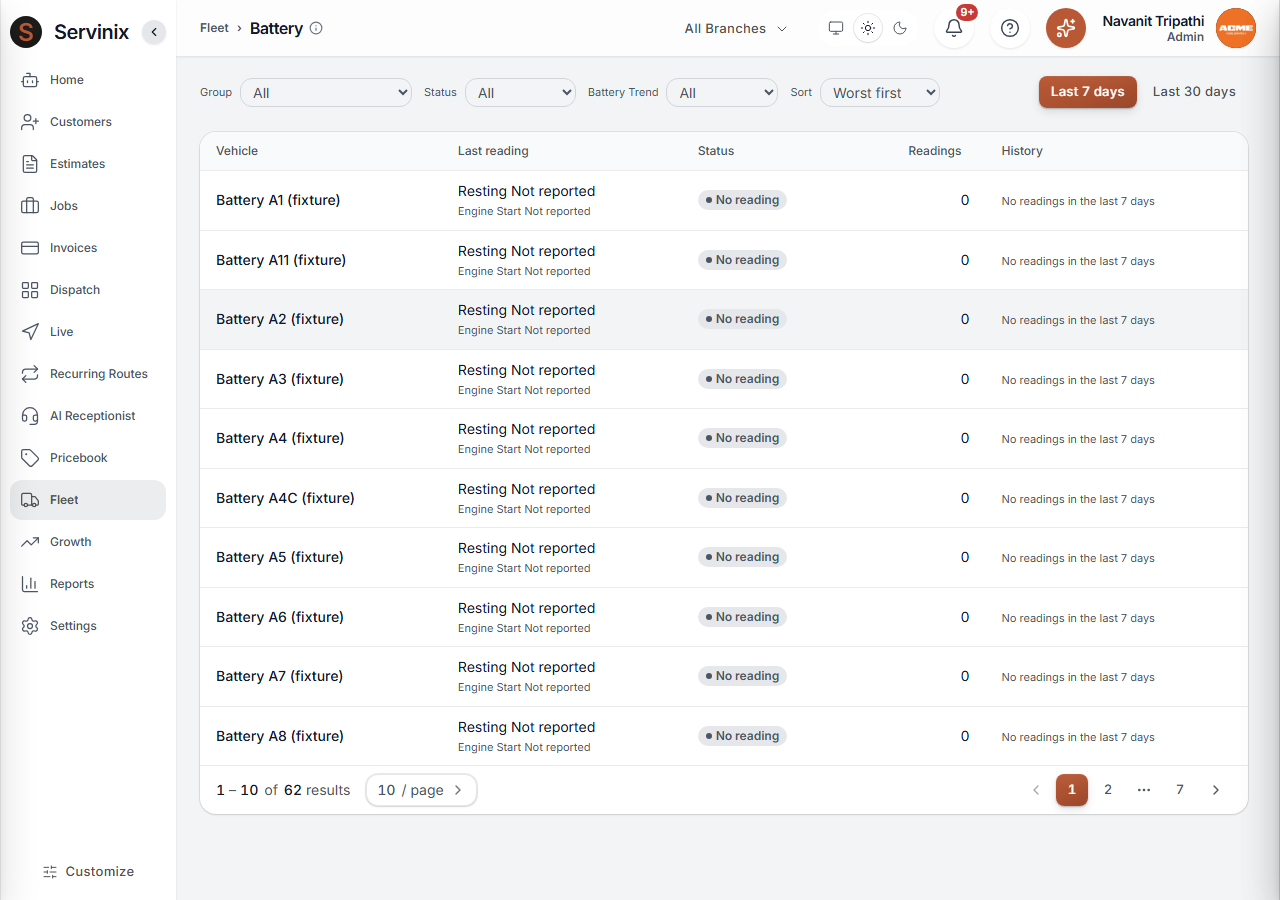 S Servinix
Fleet › Battery
All Branches
9+
Navanit Tripathi
Admin
ACME
Home
Customers
Estimates
Jobs
Invoices
Dispatch
Live
Recurring Routes
AI Receptionist
Pricebook
Fleet
Growth
Reports
Settings
Customize
Group All Status All Battery Trend All Sort Worst first Last 7 days Last 30 days
Vehicle Last reading Status Readings History
Battery A1 (fixture) Resting Not reported No reading 0 No readings in the last 7 days
Engine Start Not reported
Battery A11 (fixture) Resting Not reported No reading 0 No readings in the last 7 days
Engine Start Not reported
Battery A2 (fixture) Resting Not reported No reading 0 No readings in the last 7 days
Engine Start Not reported
Battery A3 (fixture) Resting Not reported No reading 0 No readings in the last 7 days
Engine Start Not reported
Battery A4 (fixture) Resting Not reported No reading 0 No readings in the last 7 days
Engine Start Not reported
Battery A4C (fixture) Resting Not reported No reading 0 No readings in the last 7 days
Engine Start Not reported
Battery A5 (fixture) Resting Not reported No reading 0 No readings in the last 7 days
Engine Start Not reported
Battery A6 (fixture) Resting Not reported No reading 0 No readings in the last 7 days
Engine Start Not reported
Battery A7 (fixture) Resting Not reported No reading 0 No readings in the last 7 days
Engine Start Not reported
Battery A8 (fixture) Resting Not reported No reading 0 No readings in the last 7 days
Engine Start Not reported
1 – 10 of 62 results 10 / page 1 2 ••• 7